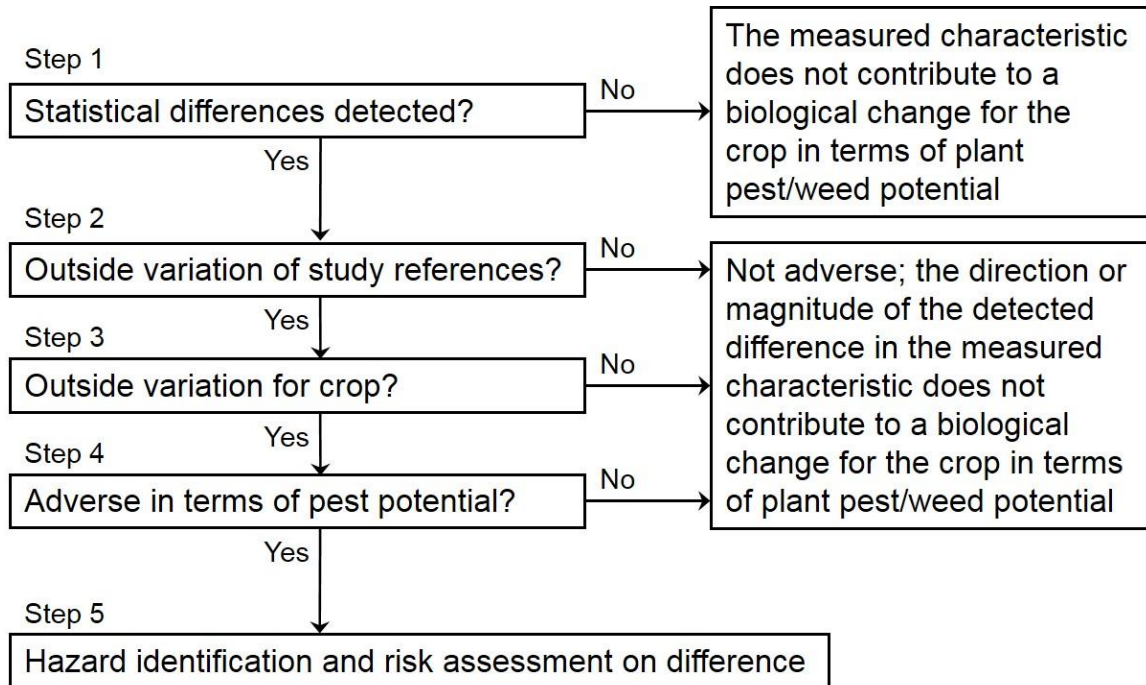 Step 1
Statistical differences detected?
No
The measured characteristic
does not contribute to a
biological change for the
crop in terms of plant
pest/weed potential
Yes
Step 2
Outside variation of study references?
No
Not adverse; the direction or
magnitude of the detected
difference in the measured
characteristic does not
contribute to a biological
change for the crop in terms
of plant pest/weed potential
Yes
Step 3
Outside variation for crop?
No
Yes
Step 4
Adverse in terms of pest potential?
No
Yes
Step 5
Hazard identification and risk assessment on difference